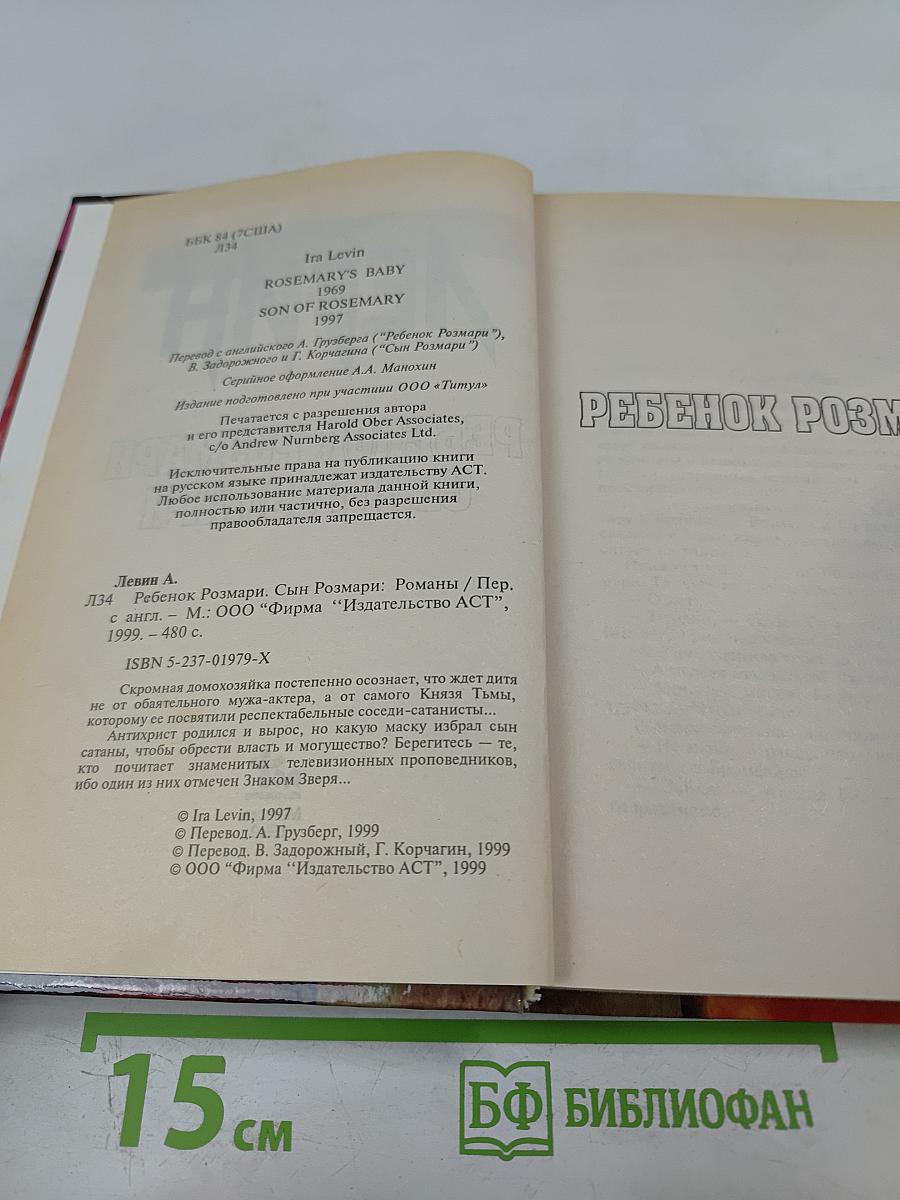 ББК 84 (7США)
Л34
Ira Levin
ROSEMARY'S BABY
1969
SON OF ROSEMARY
1997
Перевод с английского А. Грузберга ("Ребенок Розмари"),
В. Задорожного и Г. Корчагина ("Сын Розмари")
Серийное оформление А.А. Манохин
Издание подготовлено при участиии ООО «Титул»
Печатается с разрешения автора
и его представителя Harold Ober Associates,
c/o Andrew Nurnberg Associates Ltd.
Исключительные права на публикацию книги
на русском языке принадлежат издательству АСТ.
Любое использование материала данной книги,
полностью или частично, без разрешения
правообладателя запрещается.
Левин А.
Л34 Ребенок Розмари. Сын Розмари: Романы / Пер.
с англ. – М.: ООО "Фирма ‘‘Издательство АСТ",
1999. – 480 с.
ISBN 5-237-01979-X
Скромная домохозяйка постепенно осознает, что ждет дитя
не от обаятельного мужа-актера, а от самого Князя Тьмы,
которому ее посвятили респектабельные соседи-сатанисты...
Антихрист родился и вырос, но какую маску избрал сын
сатаны, чтобы обрести власть и могущество? Берегитесь — те,
кто почитает знаменитых телевизионных проповедников,
ибо один из них отмечен Знаком Зверя...
© Ira Levin, 1997
© Перевод. А. Грузберг, 1999
© Перевод. В. Задорожный, Г. Корчагин, 1999
© ООО "Фирма ‘‘Издательство АСТ", 1999
РЕБЕНОК РОЗМ
15 см
БФ БИБЛИОФАН